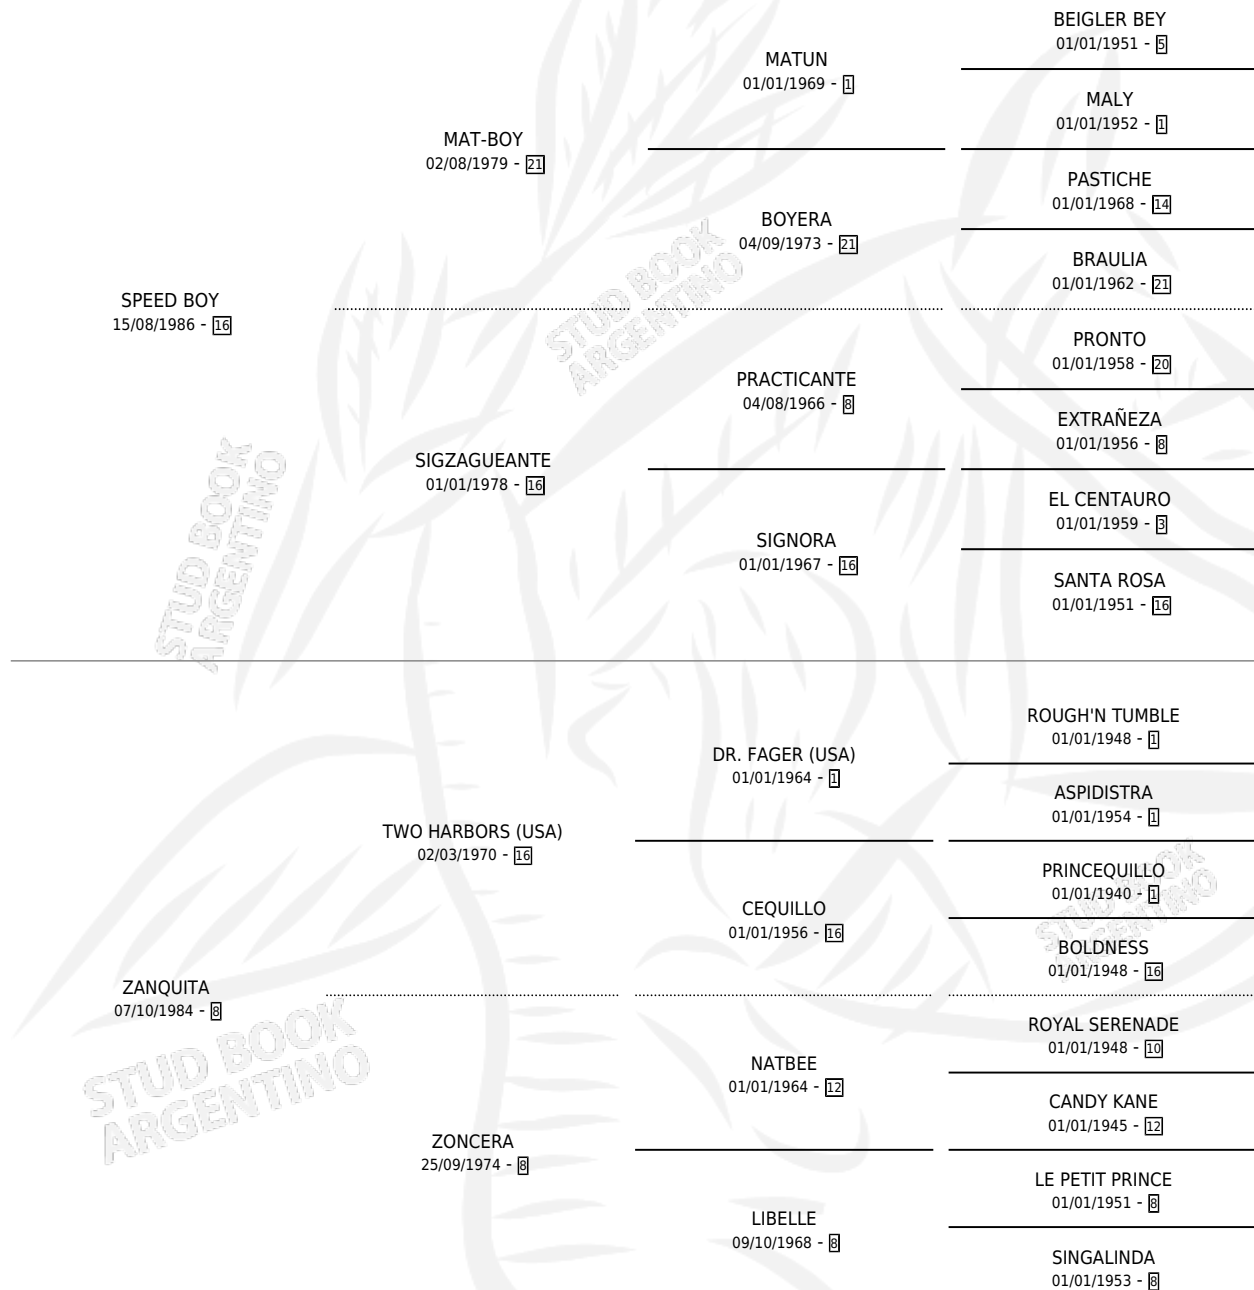 BEIGLER BEY
01/01/1951 - 5
MATUN
01/01/1969 - 1
MALY
01/01/1952 - 1
MAT-BOY
02/08/1979 - 21
PASTICHE
01/01/1968 - 14
BOYERA
04/09/1973 - 21
BRAULIA
01/01/1962 - 21
SPEED BOY
15/08/1986 - 16
PRONTO
01/01/1958 - 20
PRACTICANTE
04/08/1966 - 8
EXTRAÑEZA
01/01/1956 - 8
SIGZAGUEANTE
01/01/1978 - 16
EL CENTAURO
01/01/1959 - 3
SIGNORA
01/01/1967 - 16
SANTA ROSA
01/01/1951 - 16
ROUGH'N TUMBLE
01/01/1948 - 1
DR. FAGER (USA)
01/01/1964 - 1
ASPIDISTRA
01/01/1954 - 1
TWO HARBORS (USA)
02/03/1970 - 16
PRINCEQUILLO
01/01/1940 - 1
CEQUILLO
01/01/1956 - 16
BOLDNESS
01/01/1948 - 16
ZANQUITA
07/10/1984 - 8
ROYAL SERENADE
01/01/1948 - 10
NATBEE
01/01/1964 - 12
CANDY KANE
01/01/1945 - 12
ZONCERA
25/09/1974 - 8
LE PETIT PRINCE
01/01/1951 - 8
LIBELLE
09/10/1968 - 8
SINGALINDA
01/01/1953 - 8
STUD BOOK
ARGENTINO
STUD BOOK
ARGENTINO
STUD BOOK
ARGENTINO
STUD BOOK
ARGENTINO